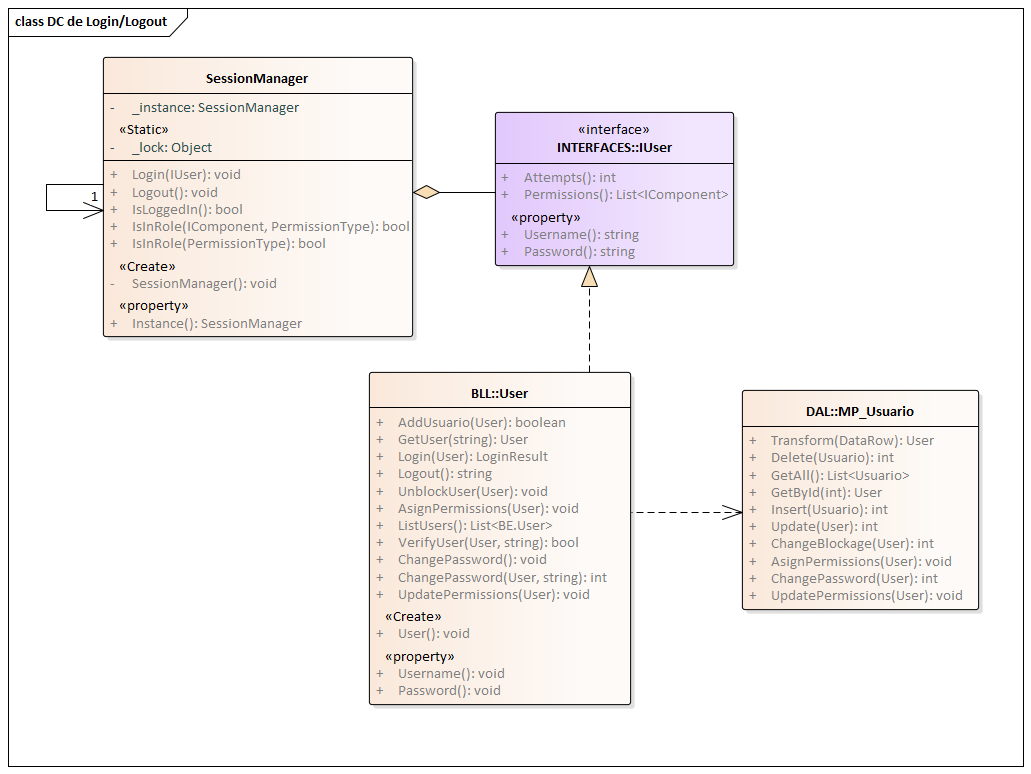 class DC de Login/Logout
SessionManager
- _instance: SessionManager
«Static»
- _lock: Object
+ Login(IUser): void
+ Logout(): void
+ IsLoggedIn(): bool
+ IsInRole(IComponent, PermissionType): bool
+ IsInRole(PermissionType): bool
«Create»
- SessionManager(): void
«property»
+ Instance(): SessionManager
1
«interface»
INTERFACES::IUser
+ Attempts(): int
+ Permissions(): List<IComponent>
«property»
+ Username(): string
+ Password(): string
BLL::User
+ AddUsuario(User): boolean
+ GetUser(string): User
+ Login(User): LoginResult
+ Logout(): string
+ UnblockUser(User): void
+ AsignPermissions(User): void
+ ListUsers(): List<BE.User>
+ VerifyUser(User, string): bool
+ ChangePassword(): void
+ ChangePassword(User, string): int
+ UpdatePermissions(User): void
«Create»
+ User(): void
«property»
+ Username(): void
+ Password(): void
DAL::MP_Usuario
+ Transform(DataRow): User
+ Delete(Usuario): int
+ GetAll(): List<Usuario>
+ GetById(int): User
+ Insert(Usuario): int
+ Update(User): int
+ ChangeBlockage(User): int
+ AsignPermissions(User): void
+ ChangePassword(User): int
+ UpdatePermissions(User): void